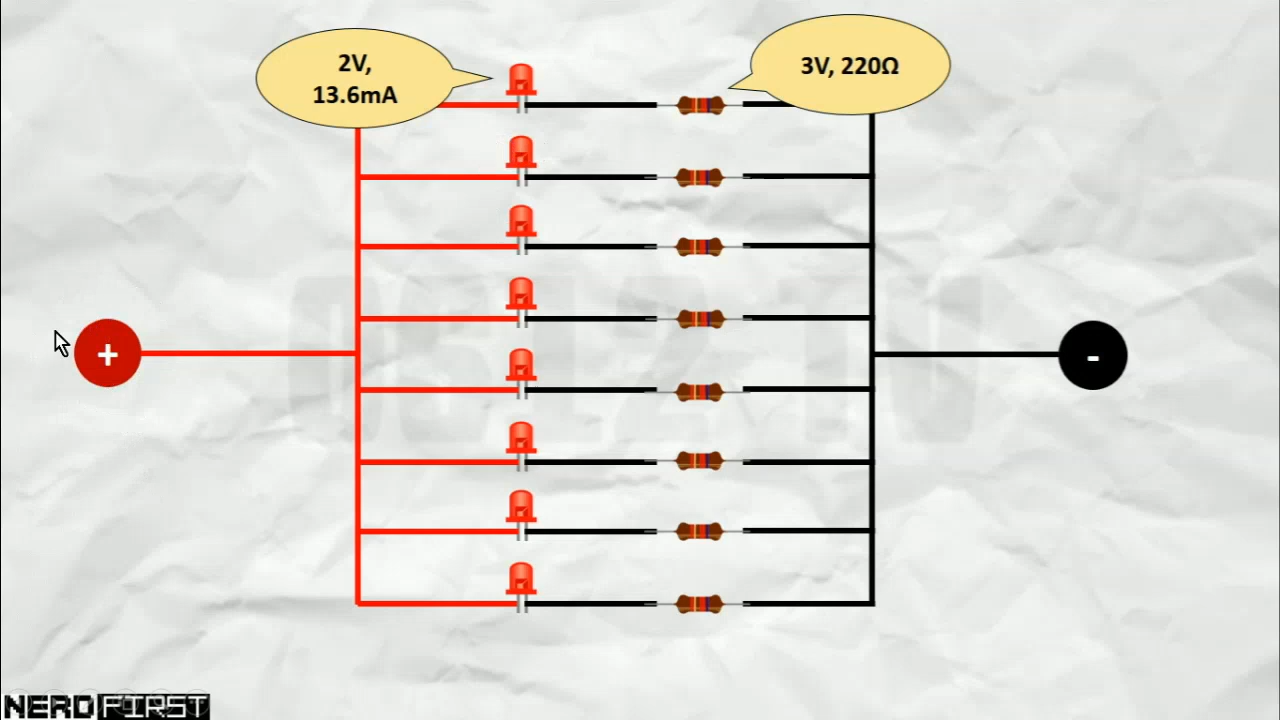 2V,
13.6mA
3V, 220Ω
+
-
NERDFIRST